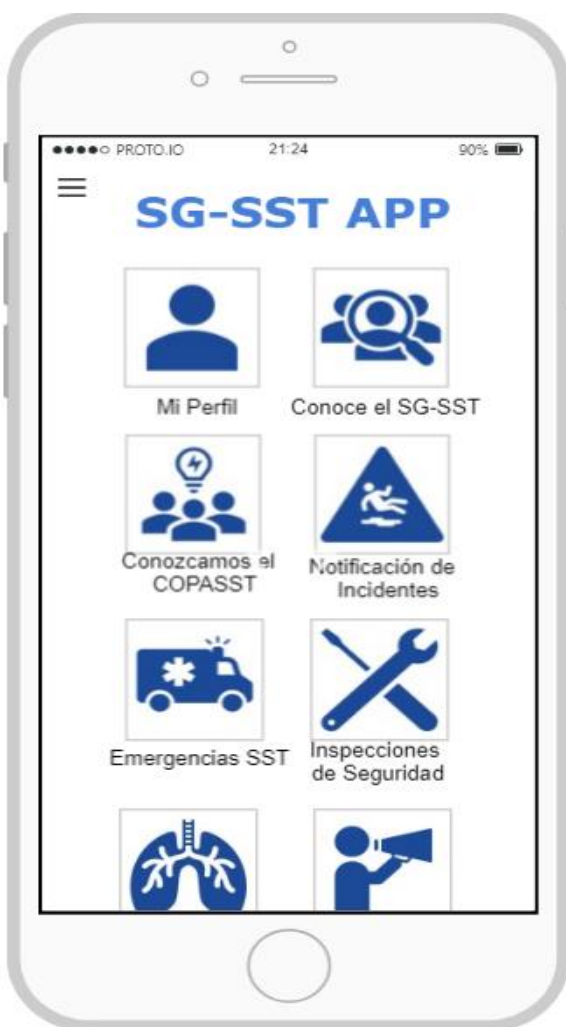 PROTO.IO 21:24 90%
SG-SST APP
Mi Perfil
Conoce el SG-SST
Conozcamos el
COPASST
Notificación de
Incidentes
Emergencias SST
Inspecciones
de Seguridad